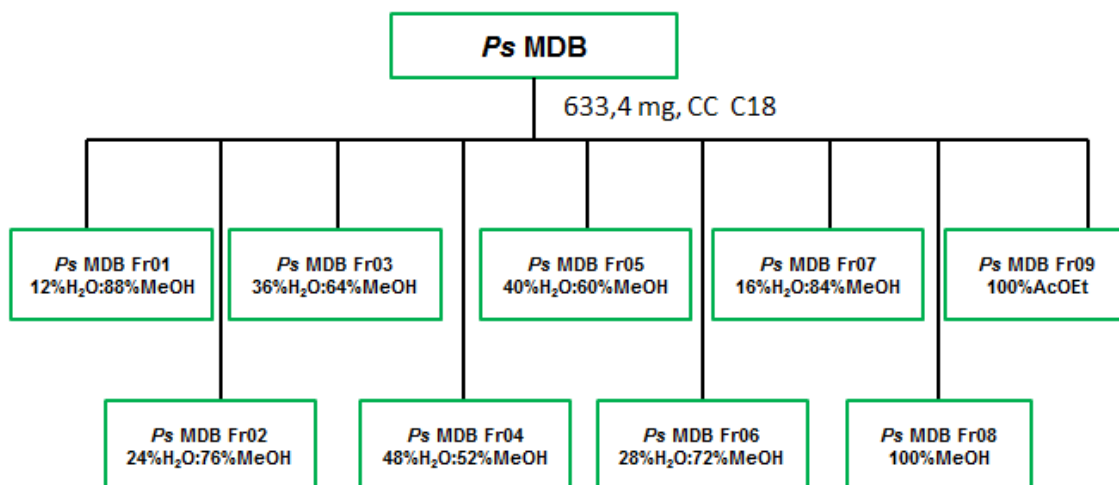 Ps MDB
633,4 mg, CC C18
Ps MDB Fr01
12%H₂O:88%MeOH
Ps MDB Fr03
36%H₂O:64%MeOH
Ps MDB Fr05
40%H₂O:60%MeOH
Ps MDB Fr07
16%H₂O:84%MeOH
Ps MDB Fr09
100%AcOEt
Ps MDB Fr02
24%H₂O:76%MeOH
Ps MDB Fr04
48%H₂O:52%MeOH
Ps MDB Fr06
28%H₂O:72%MeOH
Ps MDB Fr08
100%MeOH